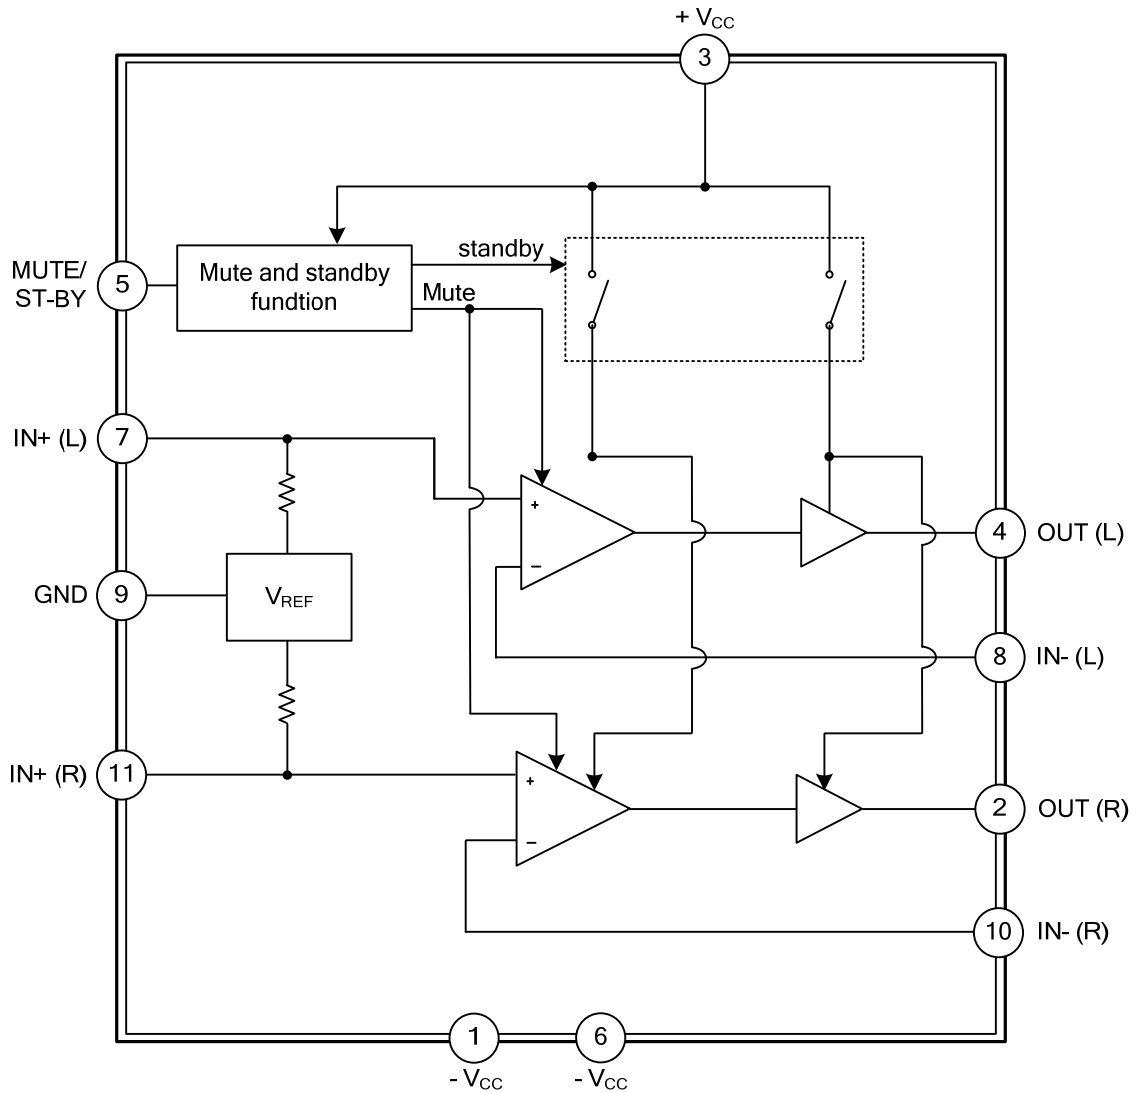 + VCC
3
MUTE/
ST-BY
5
Mute and standby
fundtion
standby
Mute
IN+ (L)
7
+
−
4
OUT (L)
GND
9
VREF
8
IN- (L)
IN+ (R)
11
+
−
2
OUT (R)
10
IN- (R)
1
- VCC
6
- VCC